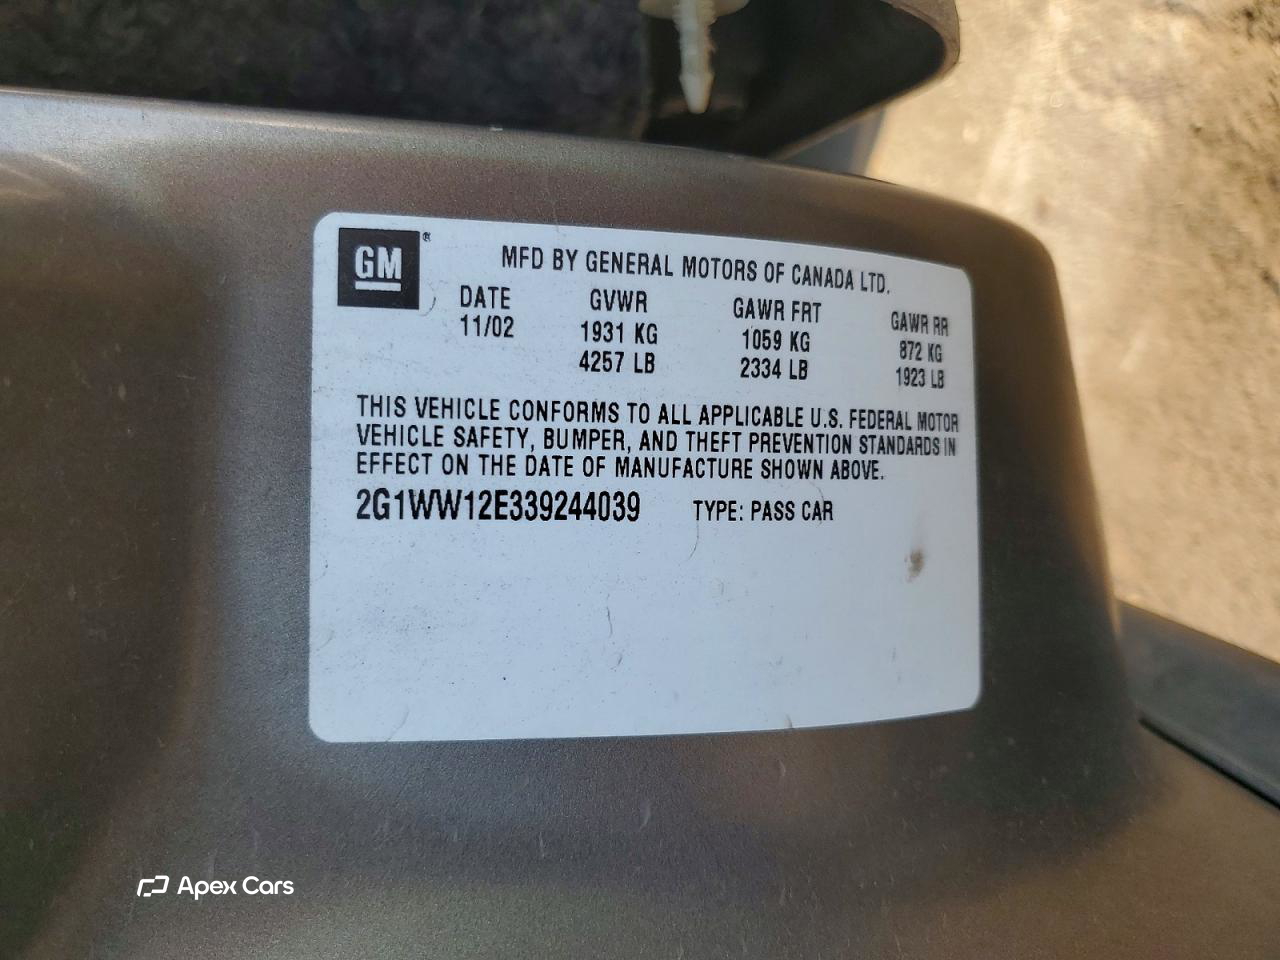 GM®
MFD BY GENERAL MOTORS OF CANADA LTD.
DATE GVWR GAWR FRT GAWR RR
11/02 1931 KG 1059 KG 872 KG
4257 LB 2334 LB 1923 LB
THIS VEHICLE CONFORMS TO ALL APPLICABLE U.S. FEDERAL MOTOR
VEHICLE SAFETY, BUMPER, AND THEFT PREVENTION STANDARDS IN
EFFECT ON THE DATE OF MANUFACTURE SHOWN ABOVE.
2G1WW12E339244039 TYPE: PASS CAR
Apex Cars